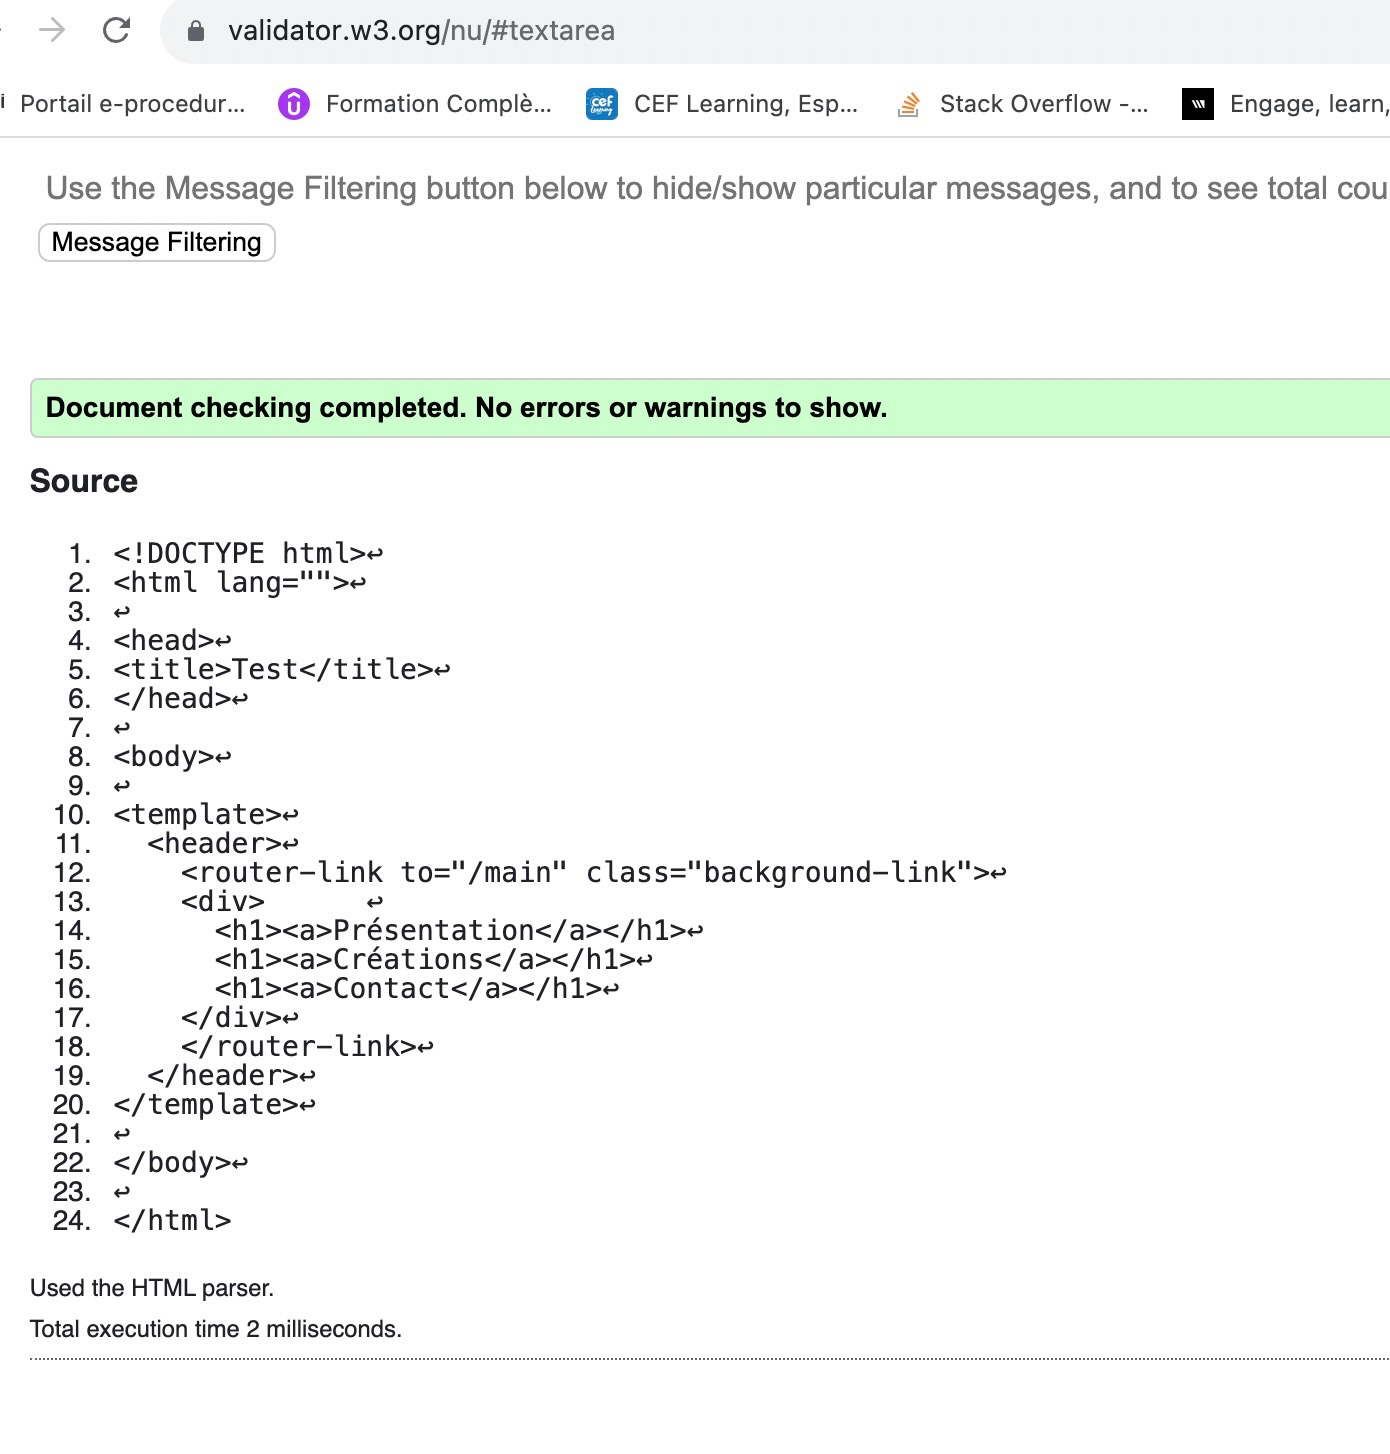 validator.w3.org/nu/#textarea
i Portail e-procedur... Formation Complè... cef learning CEF Learning, Esp... Stack Overflow -... Engage, learn,
Use the Message Filtering button below to hide/show particular messages, and to see total cou
Message Filtering
Document checking completed. No errors or warnings to show.
Source
1. <!DOCTYPE html>↩
2. <html lang="">↩
3. ↩
4. <head>↩
5. <title>Test</title>↩
6. </head>↩
7. ↩
8. <body>↩
9. ↩
10. <template>↩
11.   <header>↩
12.     <router-link to="/main" class="background-link">↩
13.     <div>      ↩
14.       <h1><a>Présentation</a></h1>↩
15.       <h1><a>Créations</a></h1>↩
16.       <h1><a>Contact</a></h1>↩
17.     </div>↩
18.     </router-link>↩
19.   </header>↩
20. </template>↩
21. ↩
22. </body>↩
23. ↩
24. </html>
Used the HTML parser.
Total execution time 2 milliseconds.